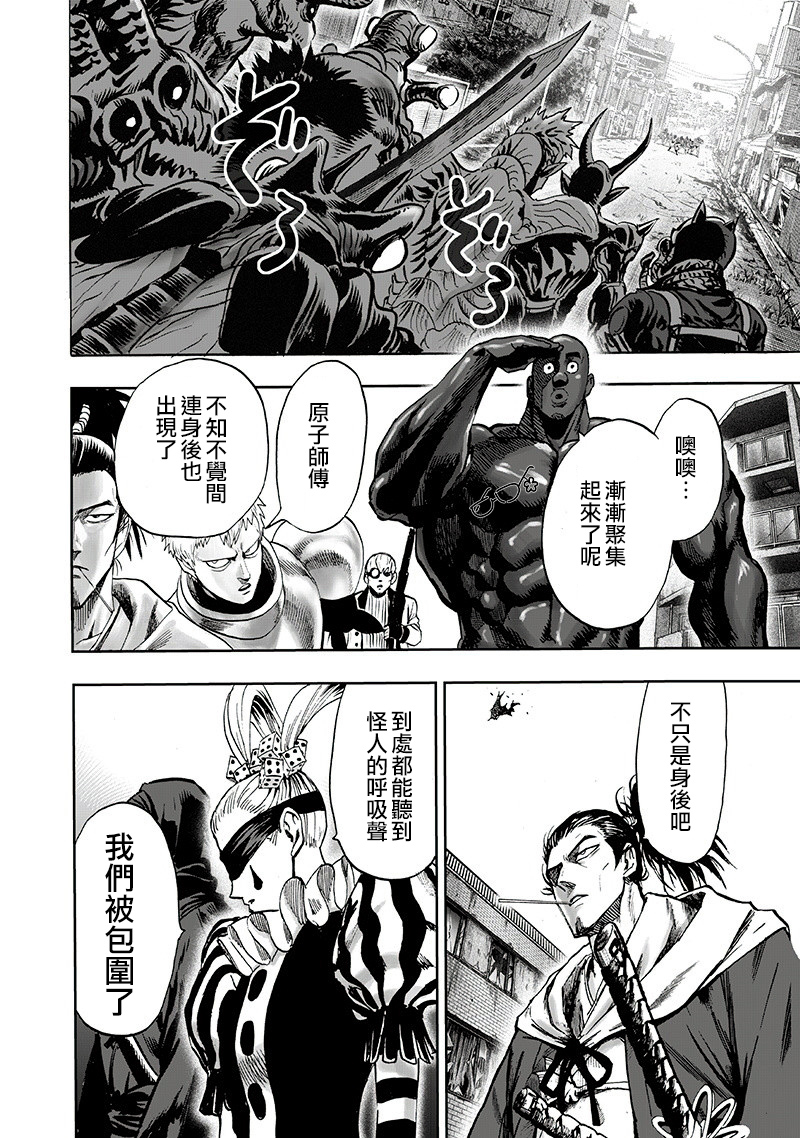 ぞろ
ぞろ
噢噢…
漸漸聚集
起來了呢
原子師傅
不知不覺間
連身後也
出現了
不只是身後吧
到處都能聽到
怪人的呼吸聲
我們被包圍了